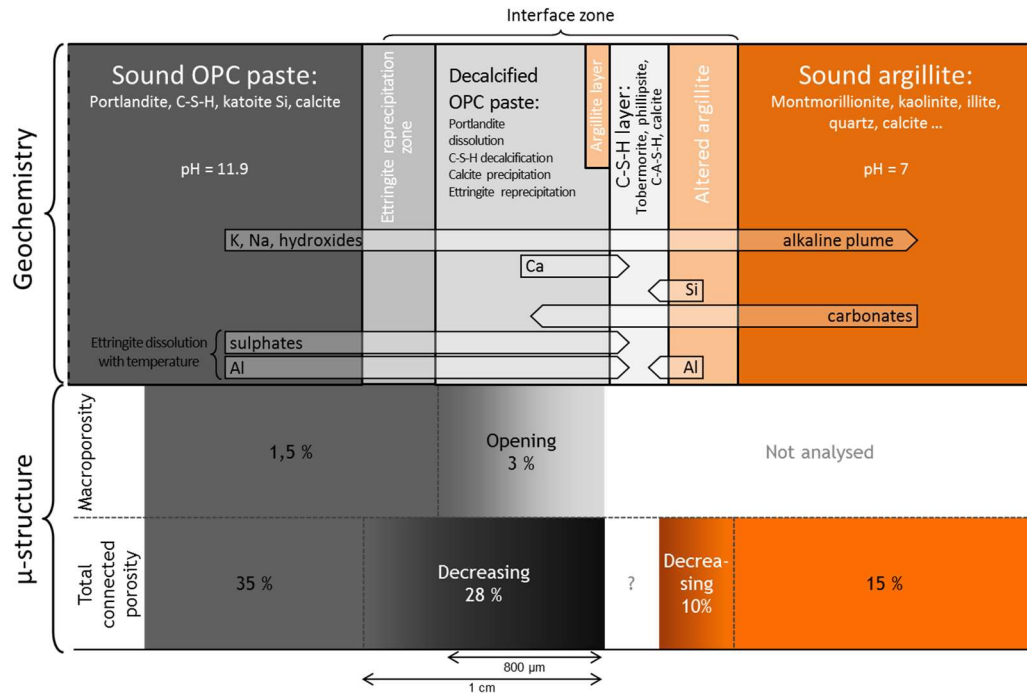 Interface zone
Geochemistry
Sound OPC paste:
Portlandite, C-S-H, katoite Si, calcite
pH = 11.9
Ettringite reprecipitation
zone
Decalcified
OPC paste:
Portlandite
dissolution
C-S-H decalcification
Calcite precipitation
Ettringite reprecipitation
Argillite layer
C-S-H layer:
Tobermorite, phillipsite,
C-A-S-H, calcite
Altered argillite
Sound argillite:
Montmorillionite, kaolinite, illite,
quartz, calcite ...
pH = 7
K, Na, hydroxides
alkaline plume
Ca
Si
carbonates
Ettringite dissolution
with temperature
sulphates
Al
Al
μ-structure
Macroporosity
1,5 %
Opening
3 %
Not analysed
Total
connected
porosity
35 %
Decreasing
28 %
?
Decrea-
sing
10%
15 %
800 μm
1 cm